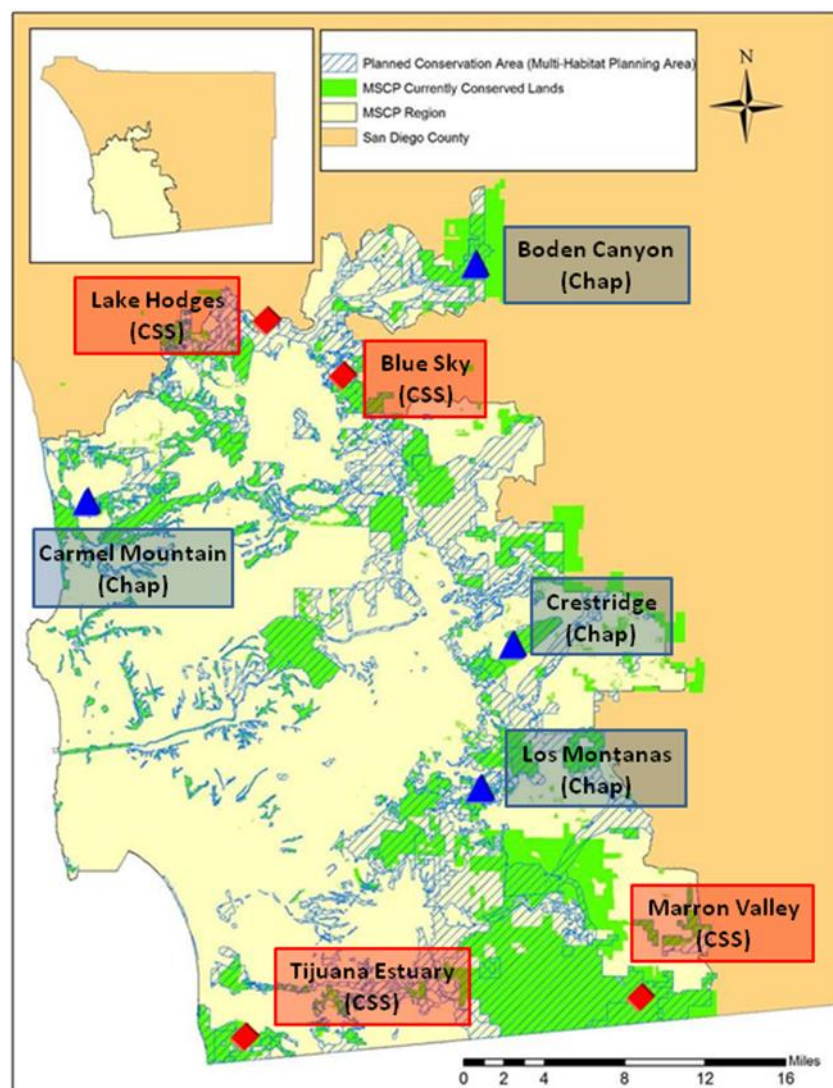 Planned Conservation Area (Multi-Habitat Planning Area)
MSCP Currently Conserved Lands
MSCP Region
San Diego County
N
Boden Canyon
(Chap)
Lake Hodges
(CSS)
Blue Sky
(CSS)
Carmel Mountain
(Chap)
Crestridge
(Chap)
Los Montanas
(Chap)
Marron Valley
(CSS)
Tijuana Estuary
(CSS)
Miles
0 2 4 8 12 16